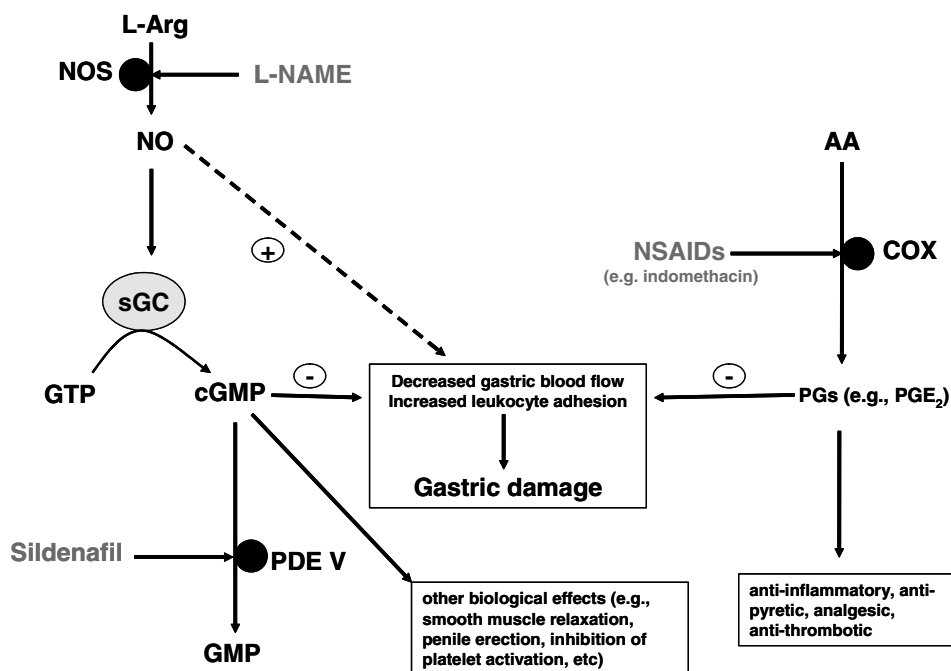 L-Arg
NOS
L-NAME
NO
AA
+
NSAIDs
(e.g. indomethacin)
COX
sGC
GTP
cGMP
-
Decreased gastric blood flow
Increased leukocyte adhesion
-
PGs (e.g., PGE₂)
Gastric damage
Sildenafil
PDE V
GMP
other biological effects (e.g.,
smooth muscle relaxation,
penile erection, inhibition of
platelet activation, etc)
anti-inflammatory, anti-
pyretic, analgesic,
anti-thrombotic